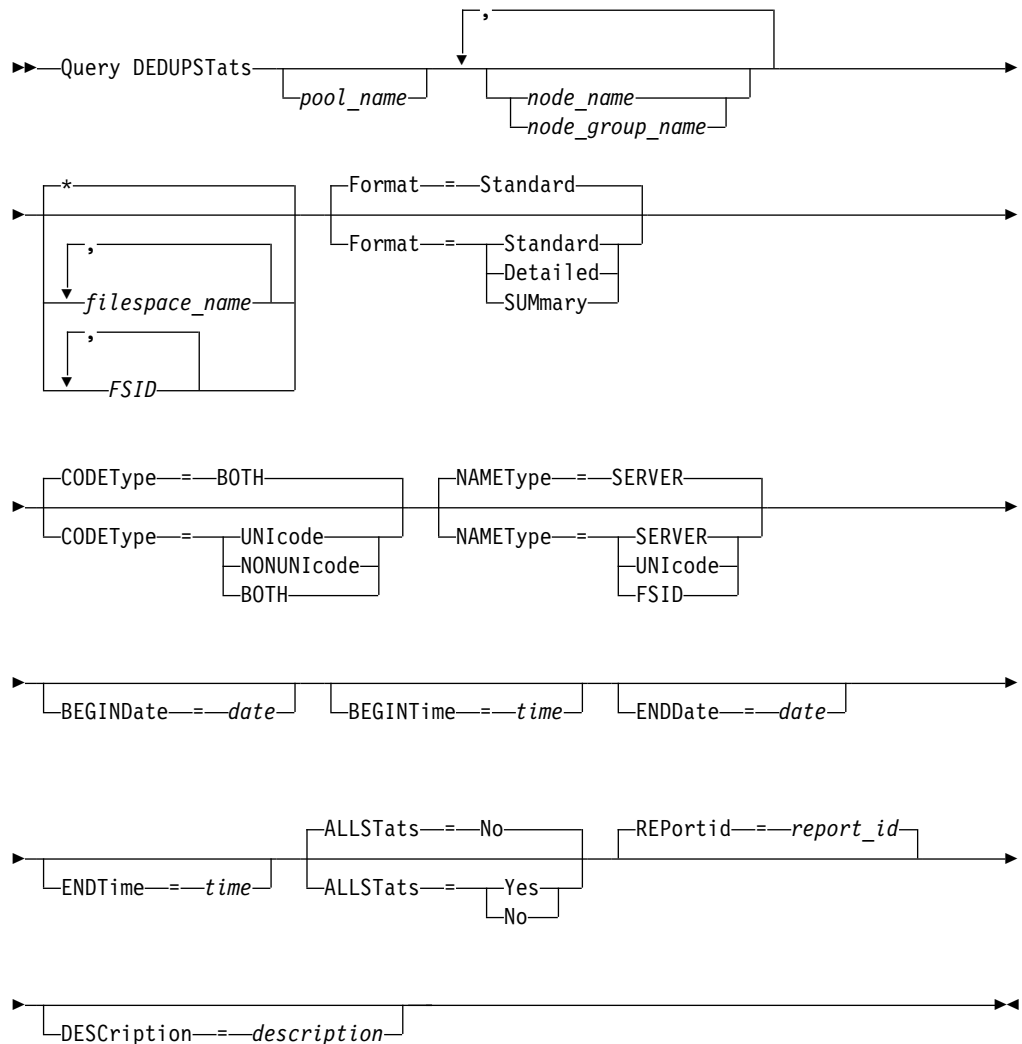 ,
Query DEDUPSTats
pool_name
node_name
node_group_name
*
,
filespace_name
,
FSID
Format = Standard
Format = Standard
Detailed
SUMmary
CODEType = BOTH
CODEType = UNIcode
NONUNIcode
BOTH
NAMEType = SERVER
NAMEType = SERVER
UNIcode
FSID
BEGINDate = date
BEGINTime = time
ENDDate = date
ENDTime = time
ALLSTats = No
ALLSTats = Yes
No
REPortid = report_id
DESCription = description